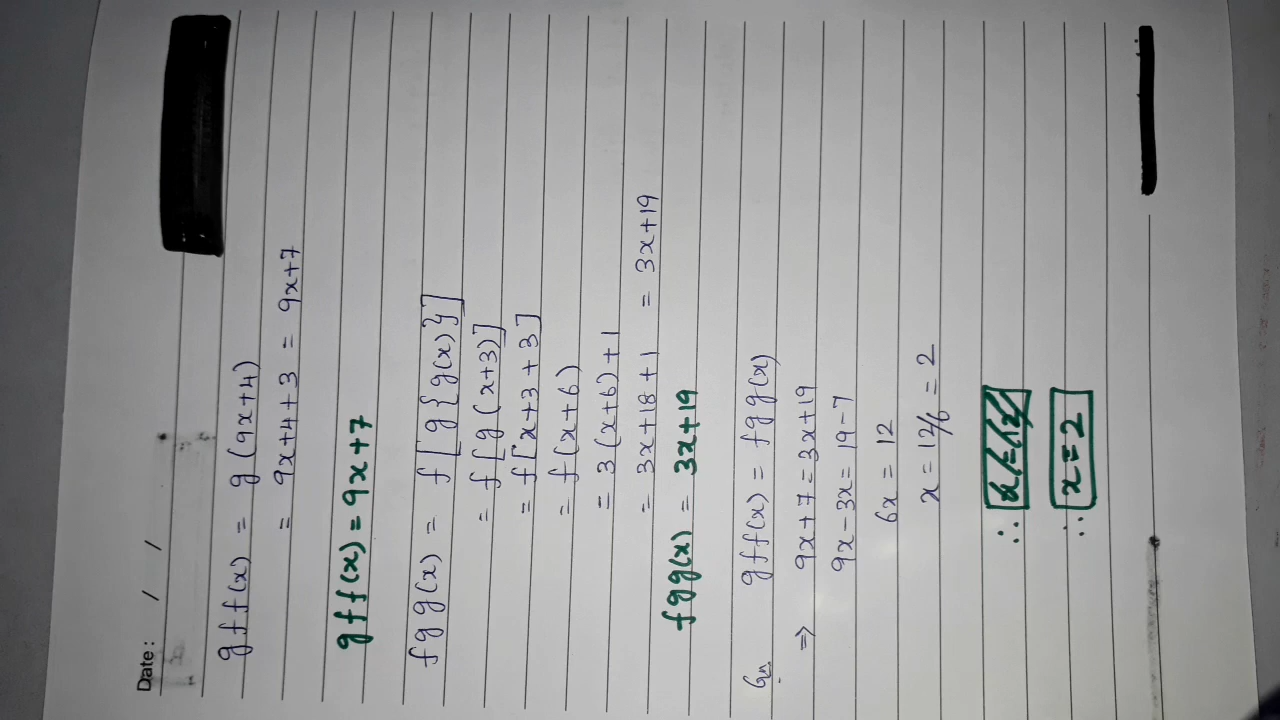 Date: / /
gff(x) = g(9x+4)
= 9x+4+3 = 9x+7
gff(x) = 9x+7
fgg(x) = f[g{g(x)}]
= f[g(x+3)]
= f[x+3+3]
= f(x+6)
= 3(x+6)+1
= 3x+18+1 = 3x+19
fgg(x) = 3x+19
Gn gff(x) = fgg(x)
⇒ 9x+7=3x+19
9x-3x=19-7
6x = 12
x=12/6=2
∴ x=2